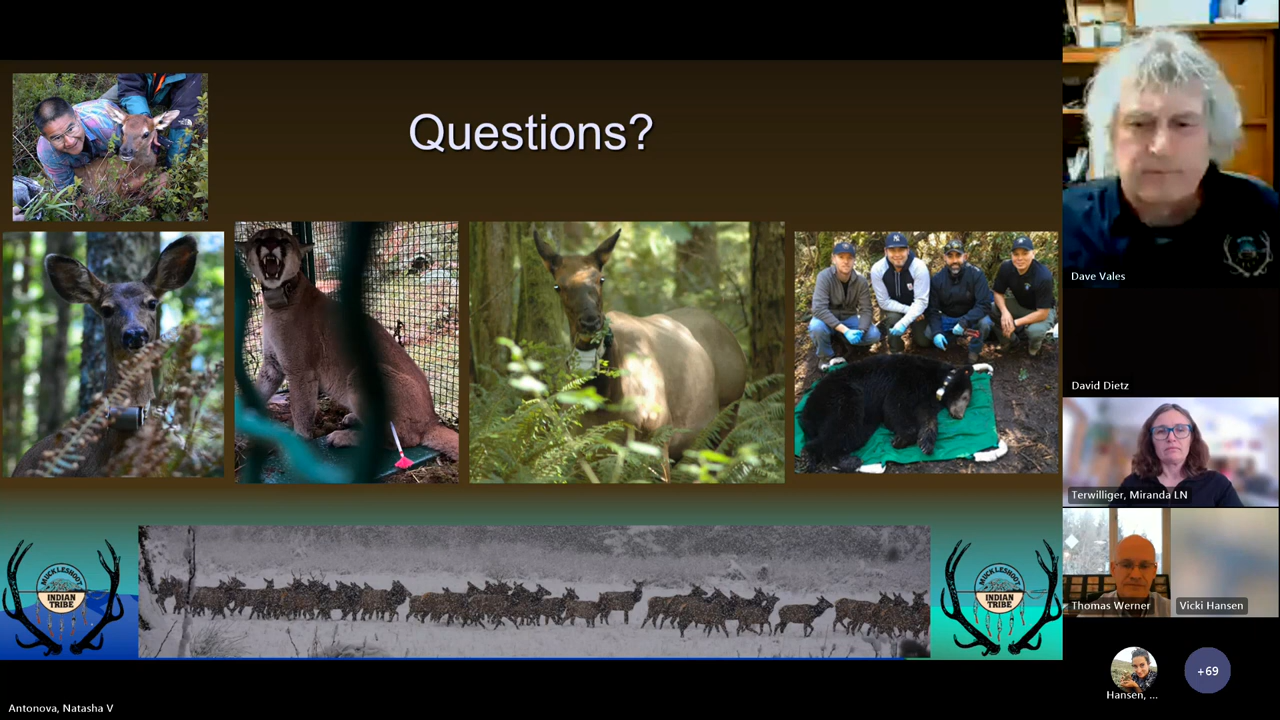 Questions?
MUCKLESHOOT
INDIAN
TRIBE
MUCKLESHOOT
INDIAN
TRIBE
Dave Vales
David Dietz
Terwilliger, Miranda LN
Thomas Werner
Vicki Hansen
Hansen, ...
+69
Antonova, Natasha V